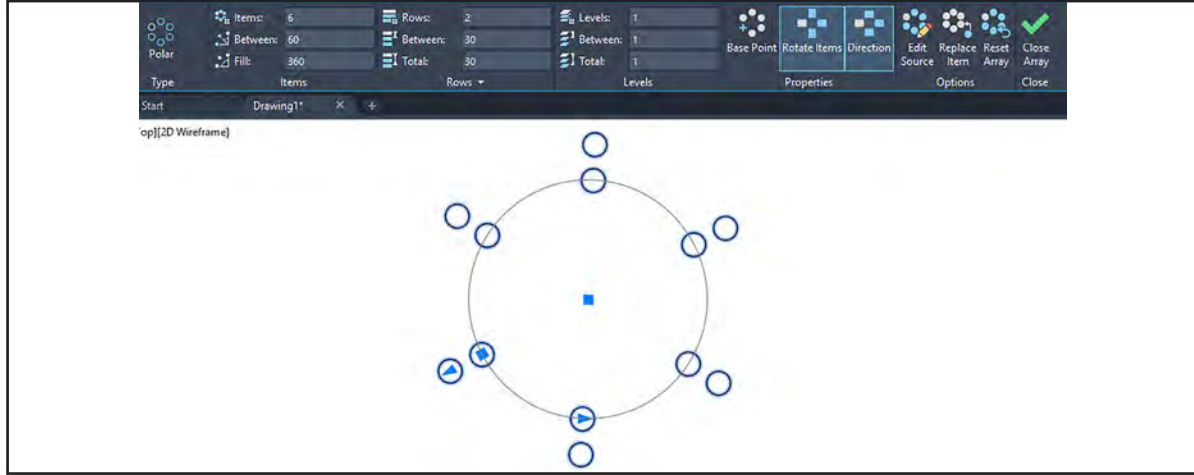 Items: 6 Rows: 2 Levels: 1
Between: 60 Between: 30 Between: 1
Fill: 360 Total: 30 Total: 1
Polar
Base Point Rotate Items Direction Edit Source Replace Item Reset Array Close Array
Type Items Rows Levels Properties Options Close
Start Drawing1* × +
op][2D Wireframe]